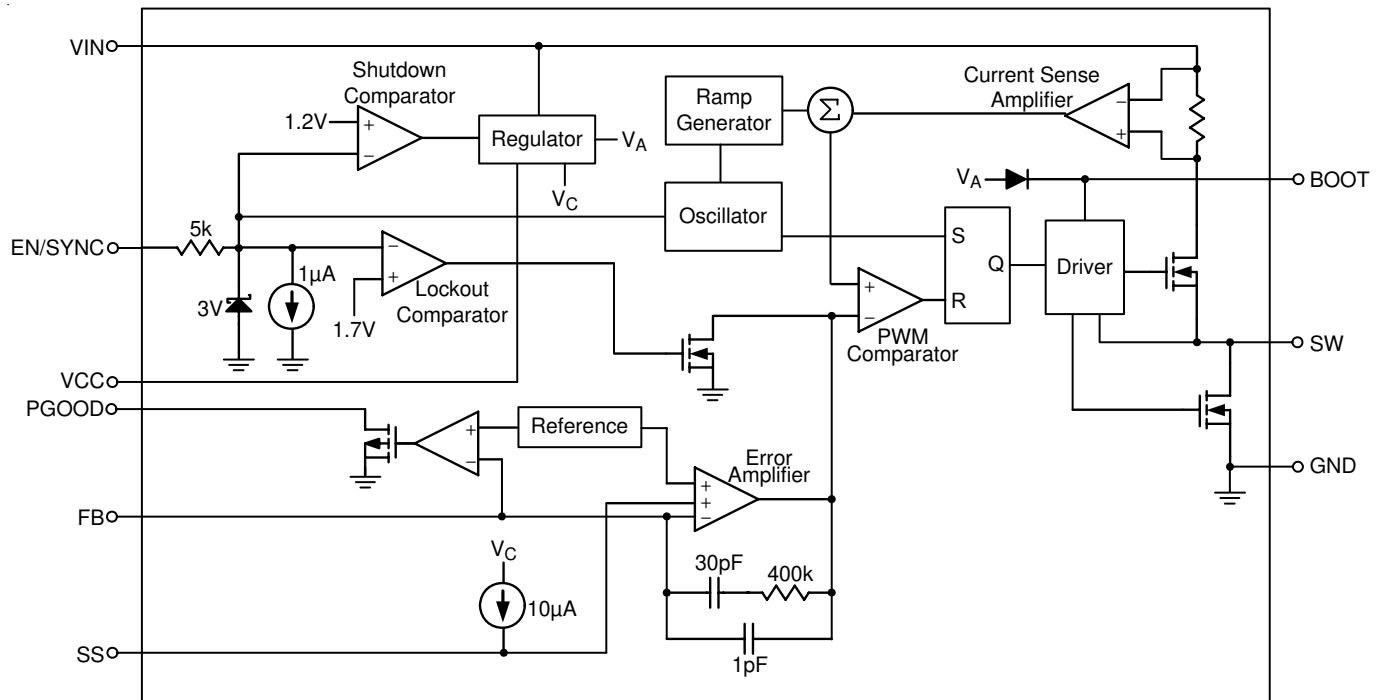 VIN
Shutdown
Comparator
1.2V
+
−
Regulator
VA
VC
Ramp
Generator
Σ
Current Sense
Amplifier
−
+
VA
BOOT
Oscillator
5k
EN/SYNC
3V
1µA
−
+
1.7V
Lockout
Comparator
S
Q
R
Driver
+
−
PWM
Comparator
SW
VCC
PGOOD
+
−
Reference
Error
Amplifier
+
+
−
GND
FB
VC
10µA
30pF
400k
1pF
SS